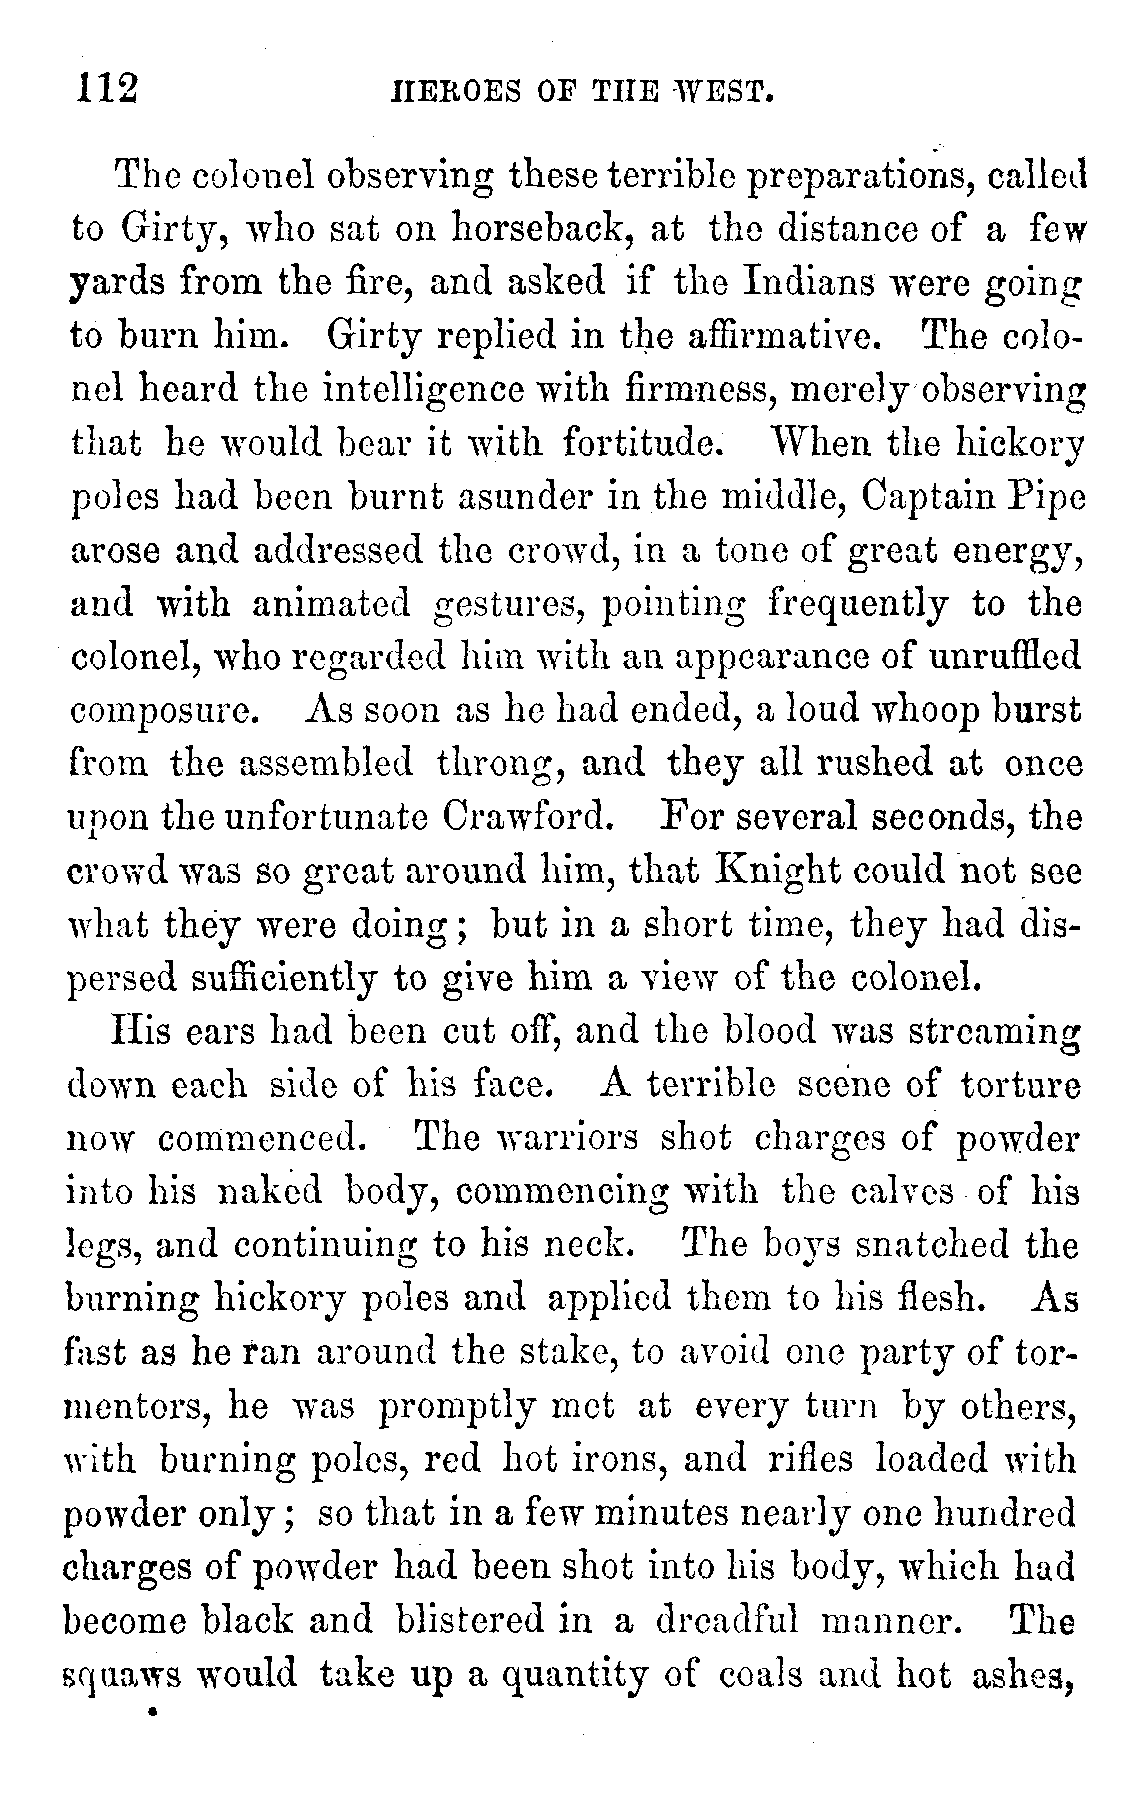 112 HEROES OF THE WEST.
The colonel observing these terrible preparations, called
to Girty, who sat on horseback, at the distance of a few
yards from the fire, and asked if the Indians were going
to burn him. Girty replied in the affirmative. The colo-
nel heard the intelligence with firmness, merely observing
that he would bear it with fortitude. When the hickory
poles had been burnt asunder in the middle, Captain Pipe
arose and addressed the crowd, in a tone of great energy,
and with animated gestures, pointing frequently to the
colonel, who regarded him with an appearance of unruffled
composure. As soon as he had ended, a loud whoop burst
from the assembled throng, and they all rushed at once
upon the unfortunate Crawford. For several seconds, the
crowd was so great around him, that Knight could not see
what they were doing; but in a short time, they had dis-
persed sufficiently to give him a view of the colonel.
His ears had been cut off, and the blood was streaming
down each side of his face. A terrible scene of torture
now commenced. The warriors shot charges of powder
into his naked body, commencing with the calves of his
legs, and continuing to his neck. The boys snatched the
burning hickory poles and applied them to his flesh. As
fast as he ran around the stake, to avoid one party of tor-
mentors, he was promptly met at every turn by others,
with burning poles, red hot irons, and rifles loaded with
powder only; so that in a few minutes nearly one hundred
charges of powder had been shot into his body, which had
become black and blistered in a dreadful manner. The
squaws would take up a quantity of coals and hot ashes,